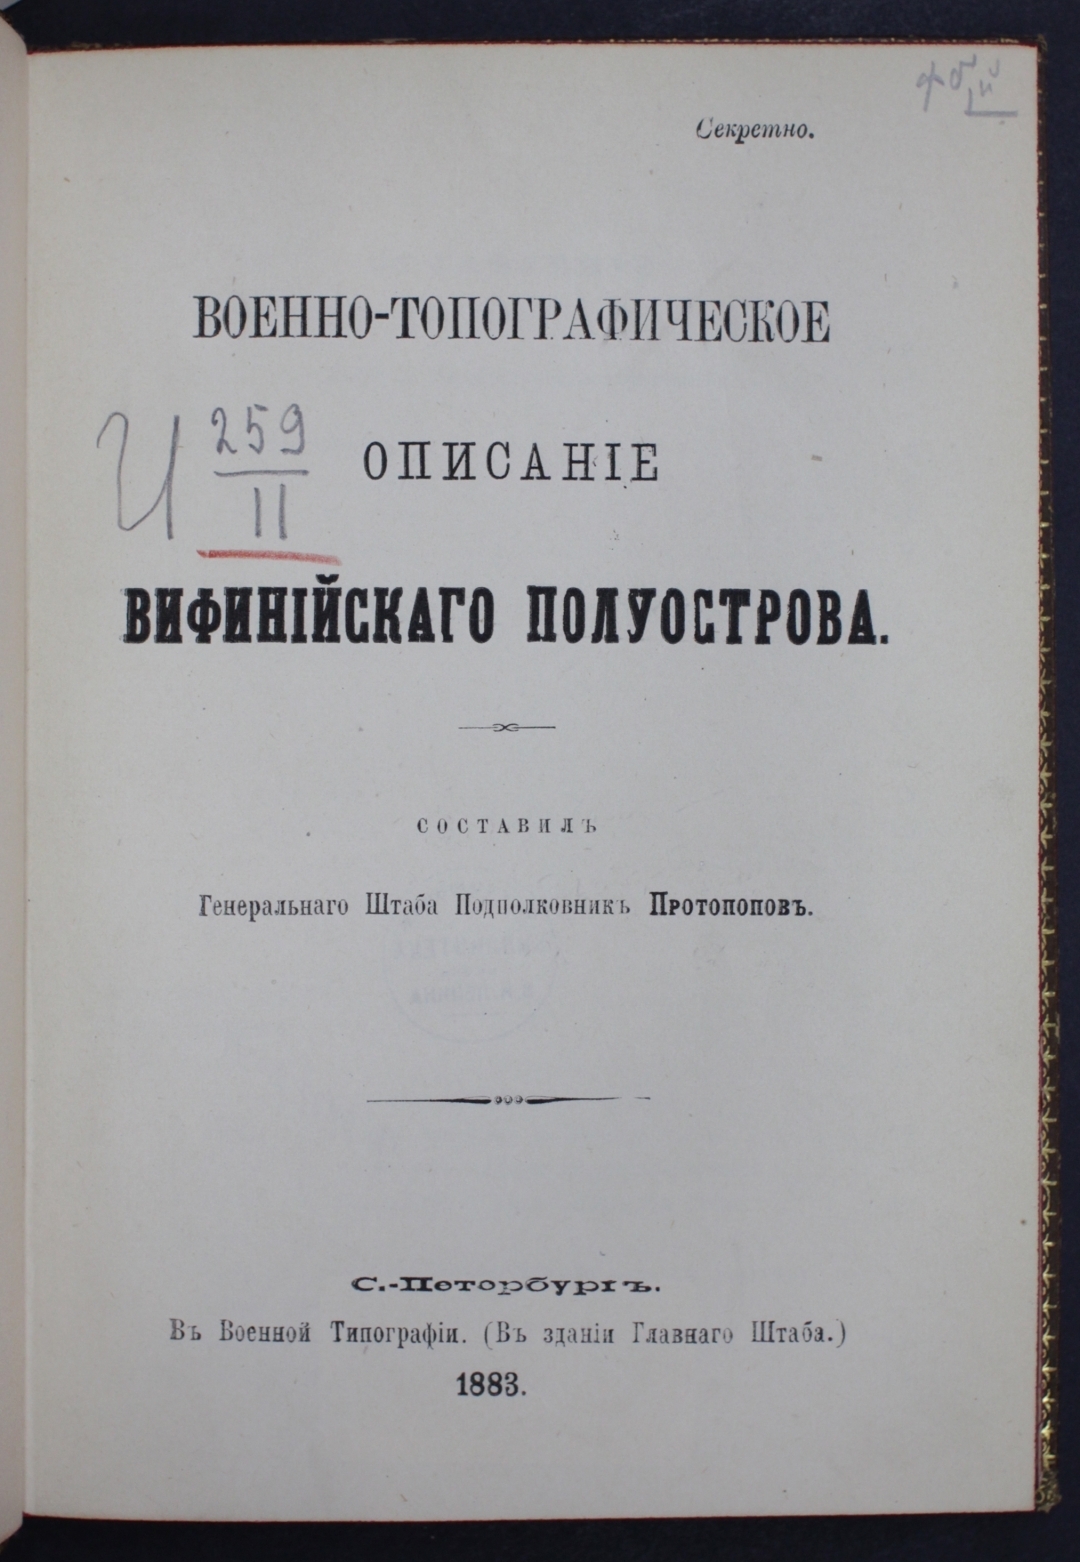 Секретно.
ВОЕННО-ТОПОГРАФИЧЕСКОЕ
И 259
II
ОПИСАНІЕ
ВИФИНІЙСКАГО ПОЛУОСТРОВА.
СОСТАВИЛЪ
Генеральнаго Штаба Подполковникъ Протопоповъ.
С.-Петербургъ.
Въ Военной Типографіи. (Въ зданіи Главнаго Штаба.)
1883.